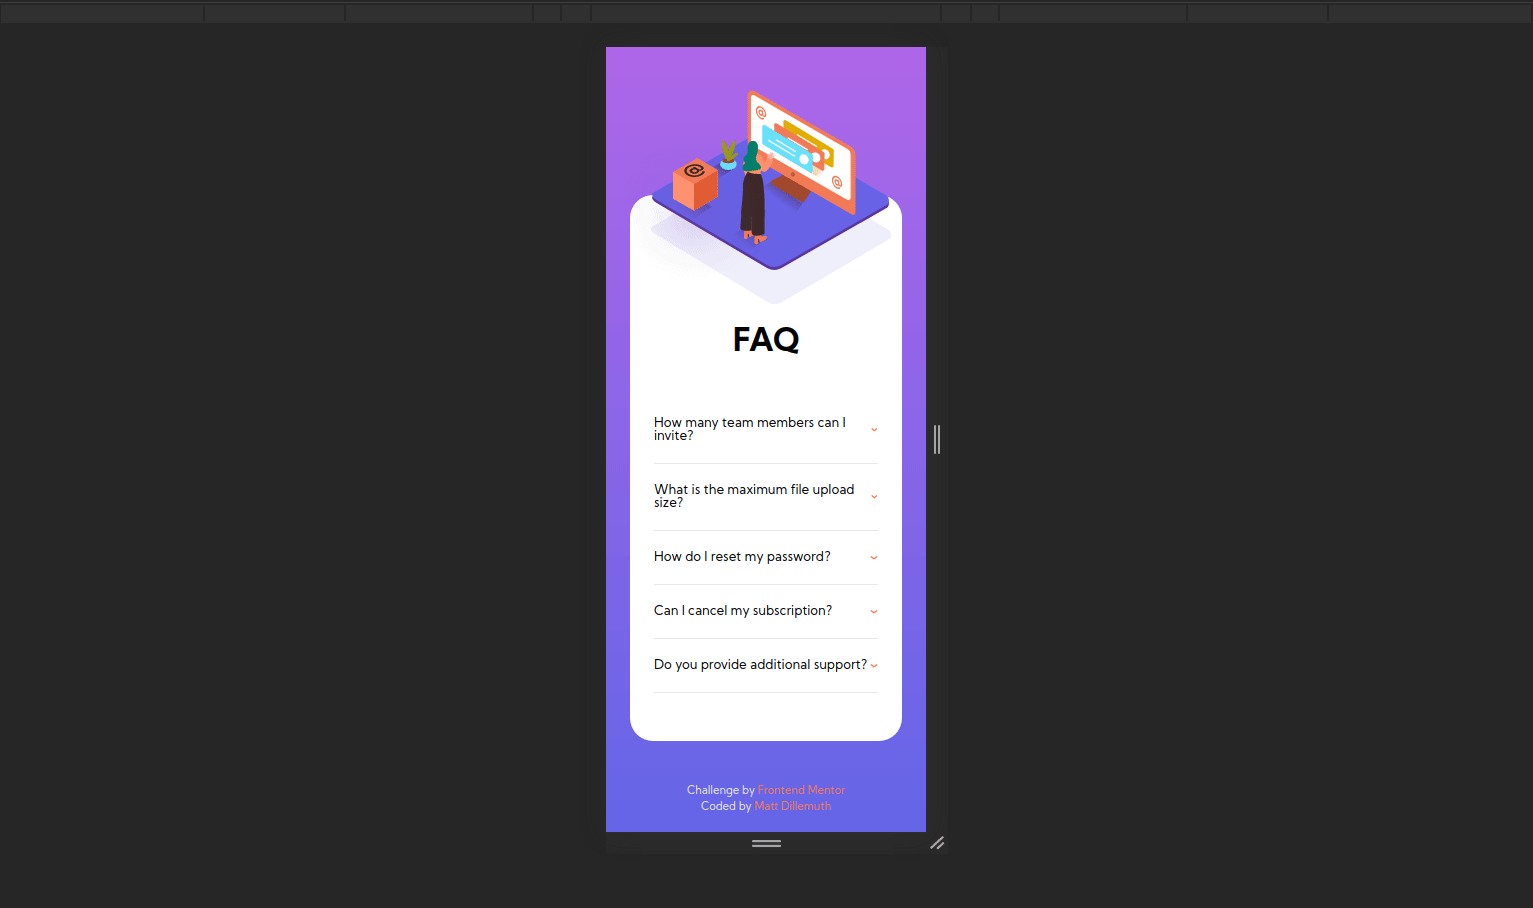 FAQ
How many team members can I
invite?
What is the maximum file upload
size?
How do I reset my password?
Can I cancel my subscription?
Do you provide additional support?
Challenge by Frontend Mentor
Coded by Matt Dillemuth